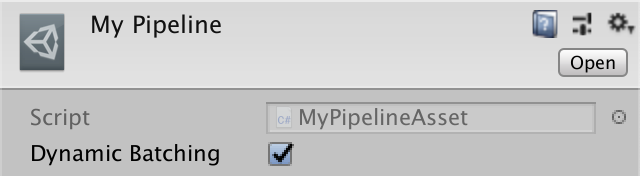 My Pipeline
Open
Script C# MyPipelineAsset
Dynamic Batching